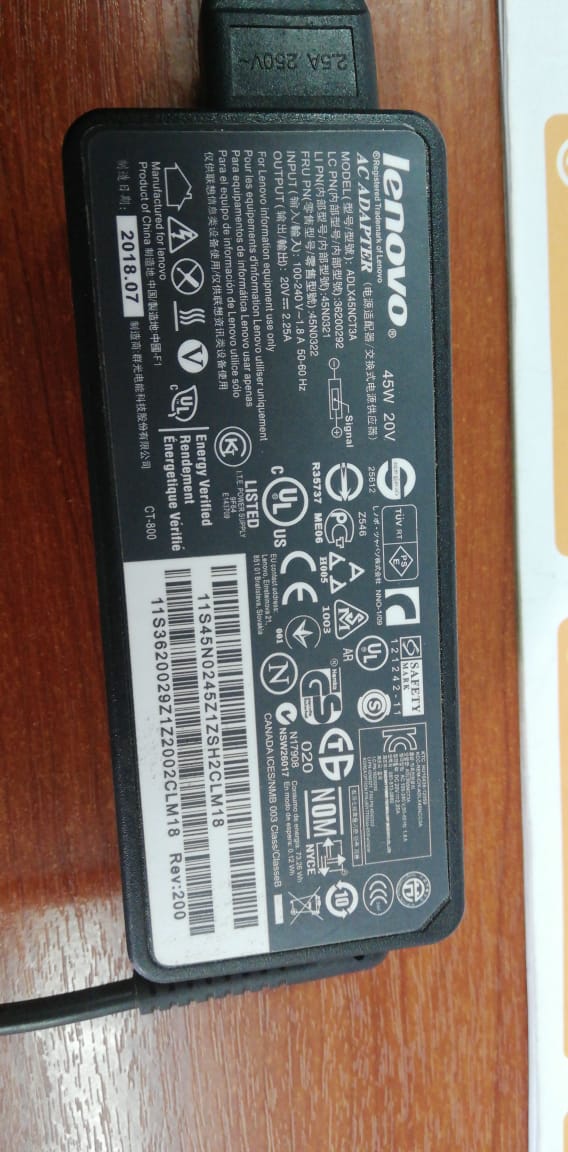 lenovo ®
®Registered Trademark of Lenovo
45W 20V
AC ADAPTER (电源适配器/交换式电源供应器)
MODEL(型号/型號): ADLX45NCT3A
LC PN(内部型号/内部型號):36200292
LI PN(内部型号/内部型號):45N0321
FRU PN(零售型号/零售型號):45N0322
INPUT (输入/輸入): 100-240 V~1.8 A 50-60 Hz
OUTPUT (输出/輸出): 20V⎓ 2.25A
Signal
For Lenovo information equipment use only
Pour les équipements d'information Lenovo utiliser uniquement
Para equipamentos de informática Lenovo usar apenas
Para equipos de información de Lenovo utilice sólo
仅供联想信息类设备使用/仅供联想资讯类设备使用
Manufactured for lenovo
Product of China 制造地:中国/製造地:中國-F1
制造日期: 2018.07 制造商:群光电能科技股份有限公司
CT-800
25612
R35737
TÜV RT
PS E
レノボ・ジャパン株式会社
Z546
ME06
H005
NNO-1/09
1003
S SAFETY MARK
121242-11
UL
AR
S
c UL US
LISTED
I.T.E. POWER SUPPLY
9F64
E143709
CE
EU contact address:
Lenovo, Einsteinova 21,
851 01 Bratislava, Slovakia
001
N
Energy Verified
Rendement
Énergetique Vérifié
V
c UL
Hamko
GS
020
N17908
NSW26017
NOM
NYCE
CCC
10
Consumo de energía: 73.26 Wh
En modo de espera: 0.12 Wh
CANADA ICES/NMB 003 Class/ClasseB
11S45N0245Z1ZSH2CLM18
11S3620029Z1Z2002CLM18 Rev:200
2.5A 250V~